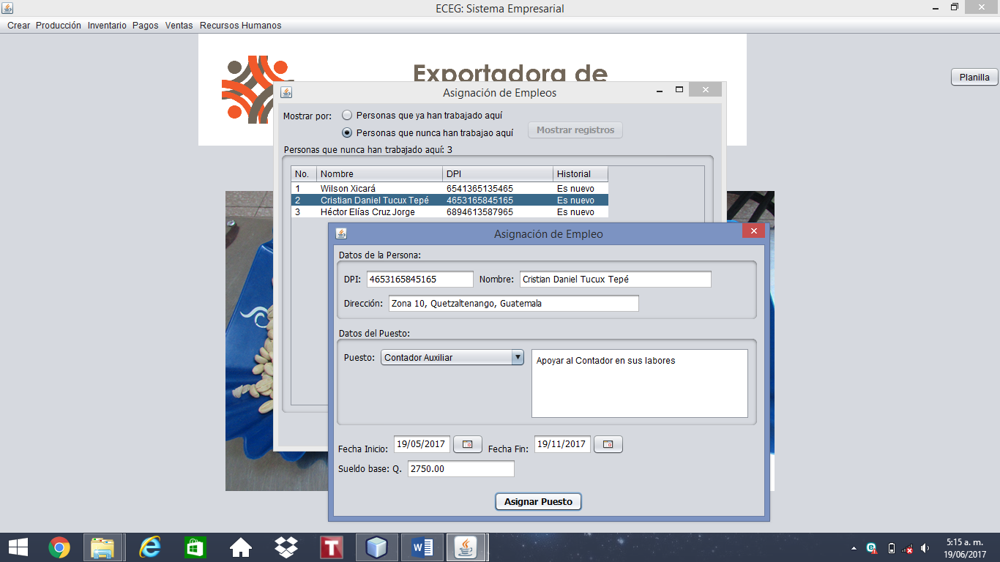 ECEG: Sistema Empresarial
Crear Producción Inventario Pagos Ventas Recursos Humanos
Exportadora de
Planilla
Asignación de Empleos
Mostrar por: Personas que ya han trabajado aquí
Personas que nunca han trabajao aquí Mostrar registros
Personas que nunca han trabajado aquí: 3
No. Nombre DPI Historial
1 Wilson Xicará 6541365135465 Es nuevo
2 Cristian Daniel Tucux Tepé 4653165845165 Es nuevo
3 Héctor Elías Cruz Jorge 6894613587965 Es nuevo
Asignación de Empleo
Datos de la Persona:
DPI: 4653165845165 Nombre: Cristian Daniel Tucux Tepé
Dirección: Zona 10, Quetzaltenango, Guatemala
Datos del Puesto:
Puesto: Contador Auxiliar Apoyar al Contador en sus labores
Fecha Inicio: 19/05/2017 Fecha Fin: 19/11/2017
Sueldo base: Q. 2750.00
Asignar Puesto
5:15 a. m.
19/06/2017